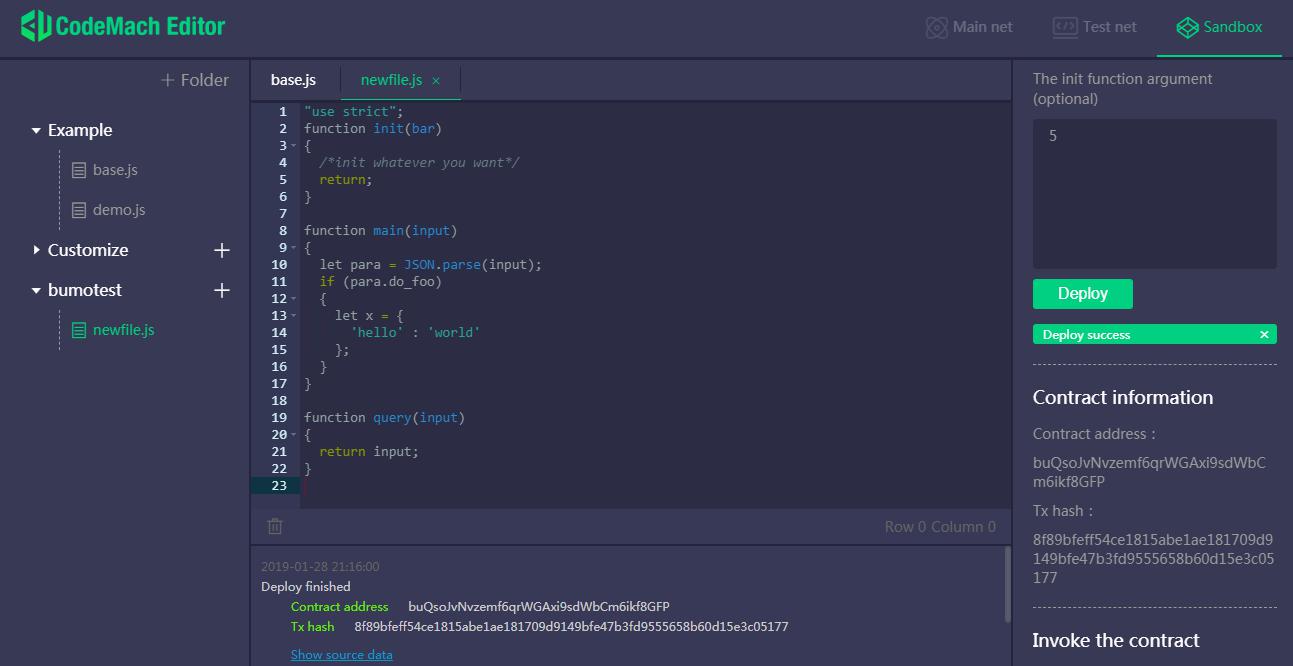 CodeMach Editor
Main net
Test net
Sandbox
+ Folder
Example
base.js
demo.js
Customize +
bumotest +
newfile.js
base.js
newfile.js ×
1 "use strict";
2 function init(bar)
3 {
4 /*init whatever you want*/
5 return;
6 }
7
8 function main(input)
9 {
10 let para = JSON.parse(input);
11 if (para.do_foo)
12 {
13 let x = {
14 'hello' : 'world'
15 };
16 }
17 }
18
19 function query(input)
20 {
21 return input;
22 }
23
Row 0 Column 0
2019-01-28 21:16:00
Deploy finished
Contract address buQsoJvNvzemf6qrWGAxi9sdWbCm6ikf8GFP
Tx hash 8f89bfeff54ce1815abe1ae181709d9149bfe47b3fd9555658b60d15e3c05177
Show source data
The init function argument
(optional)
5
Deploy
Deploy success ×
Contract information
Contract address :
buQsoJvNvzemf6qrWGAxi9sdWbC
m6ikf8GFP
Tx hash :
8f89bfeff54ce1815abe1ae181709d9
149bfe47b3fd9555658b60d15e3c05
177
Invoke the contract